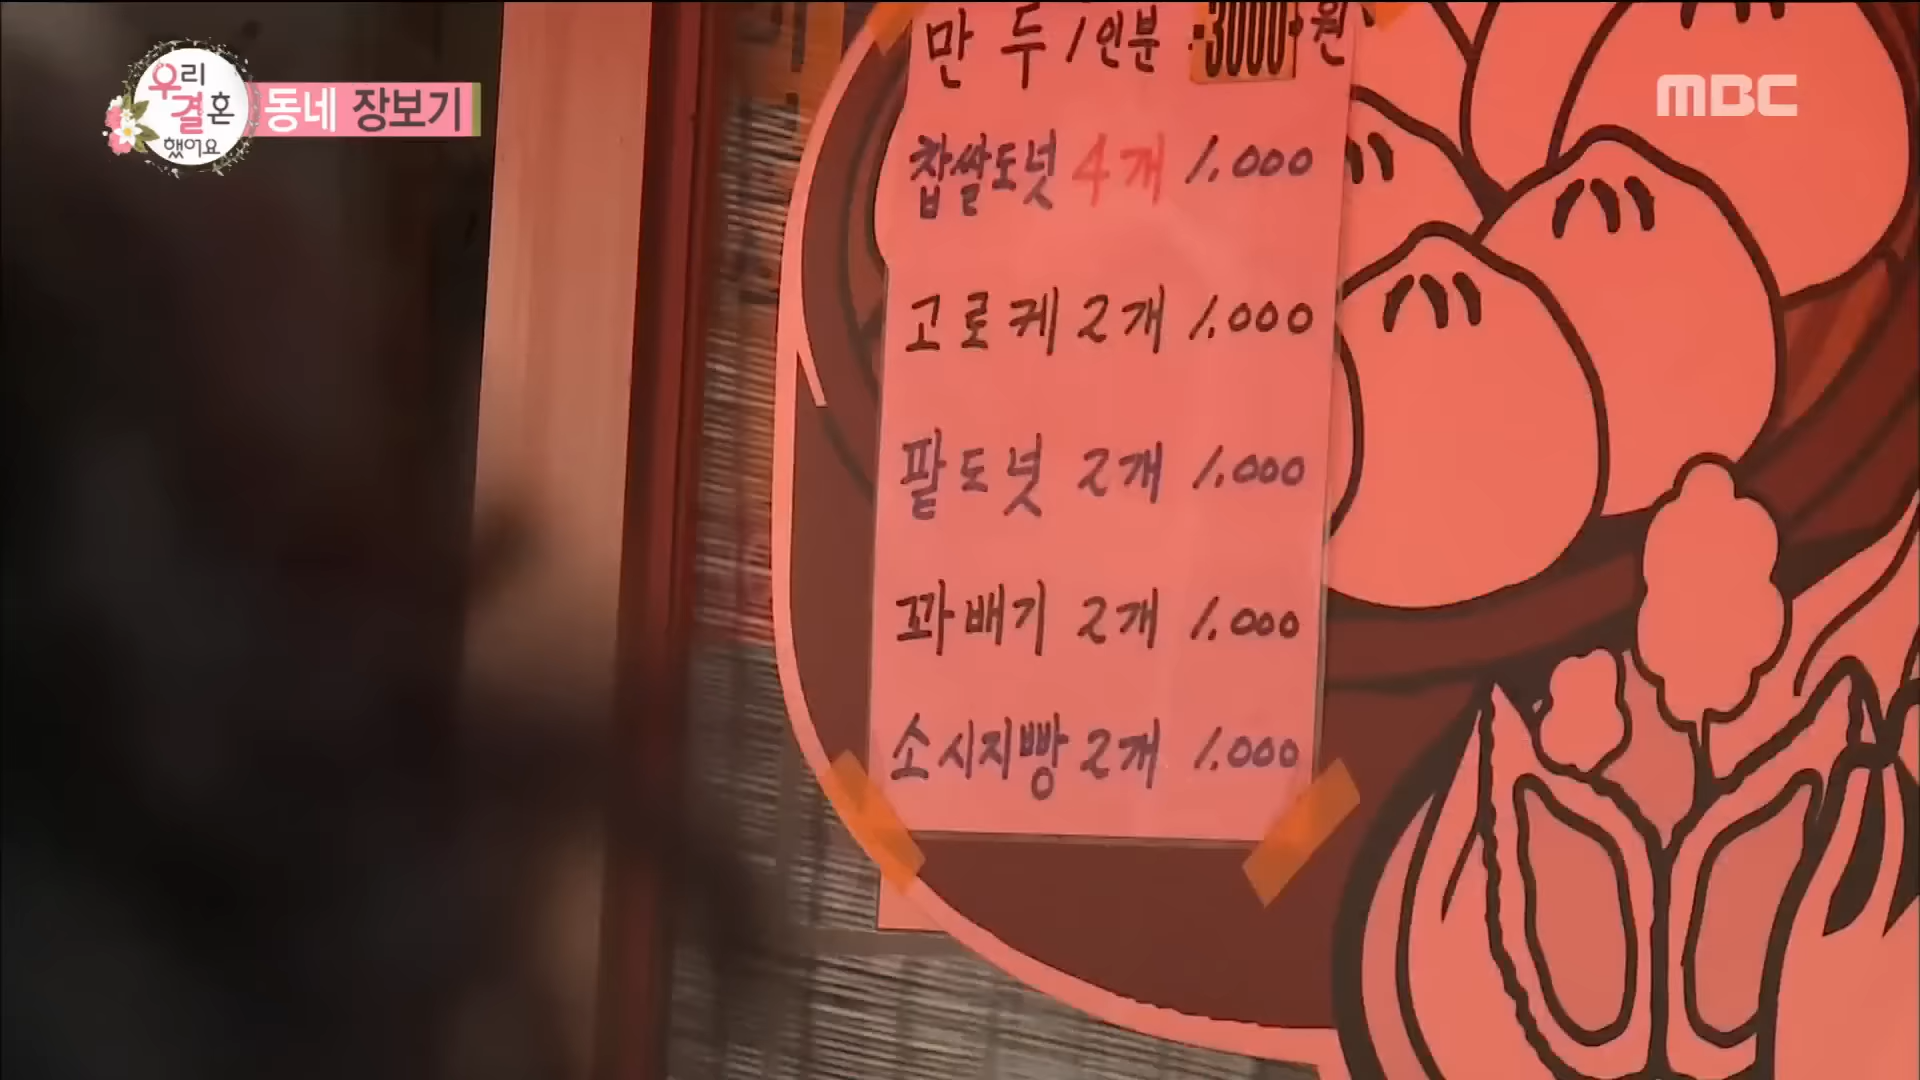 우리
결혼
했어요
동네 장보기
MBC
만두 1인분 3000원
찹쌀도넛 4개 1.000
고로케 2개 1.000
팥도넛 2개 1.000
꽈배기 2개 1.000
소시지빵 2개 1.000